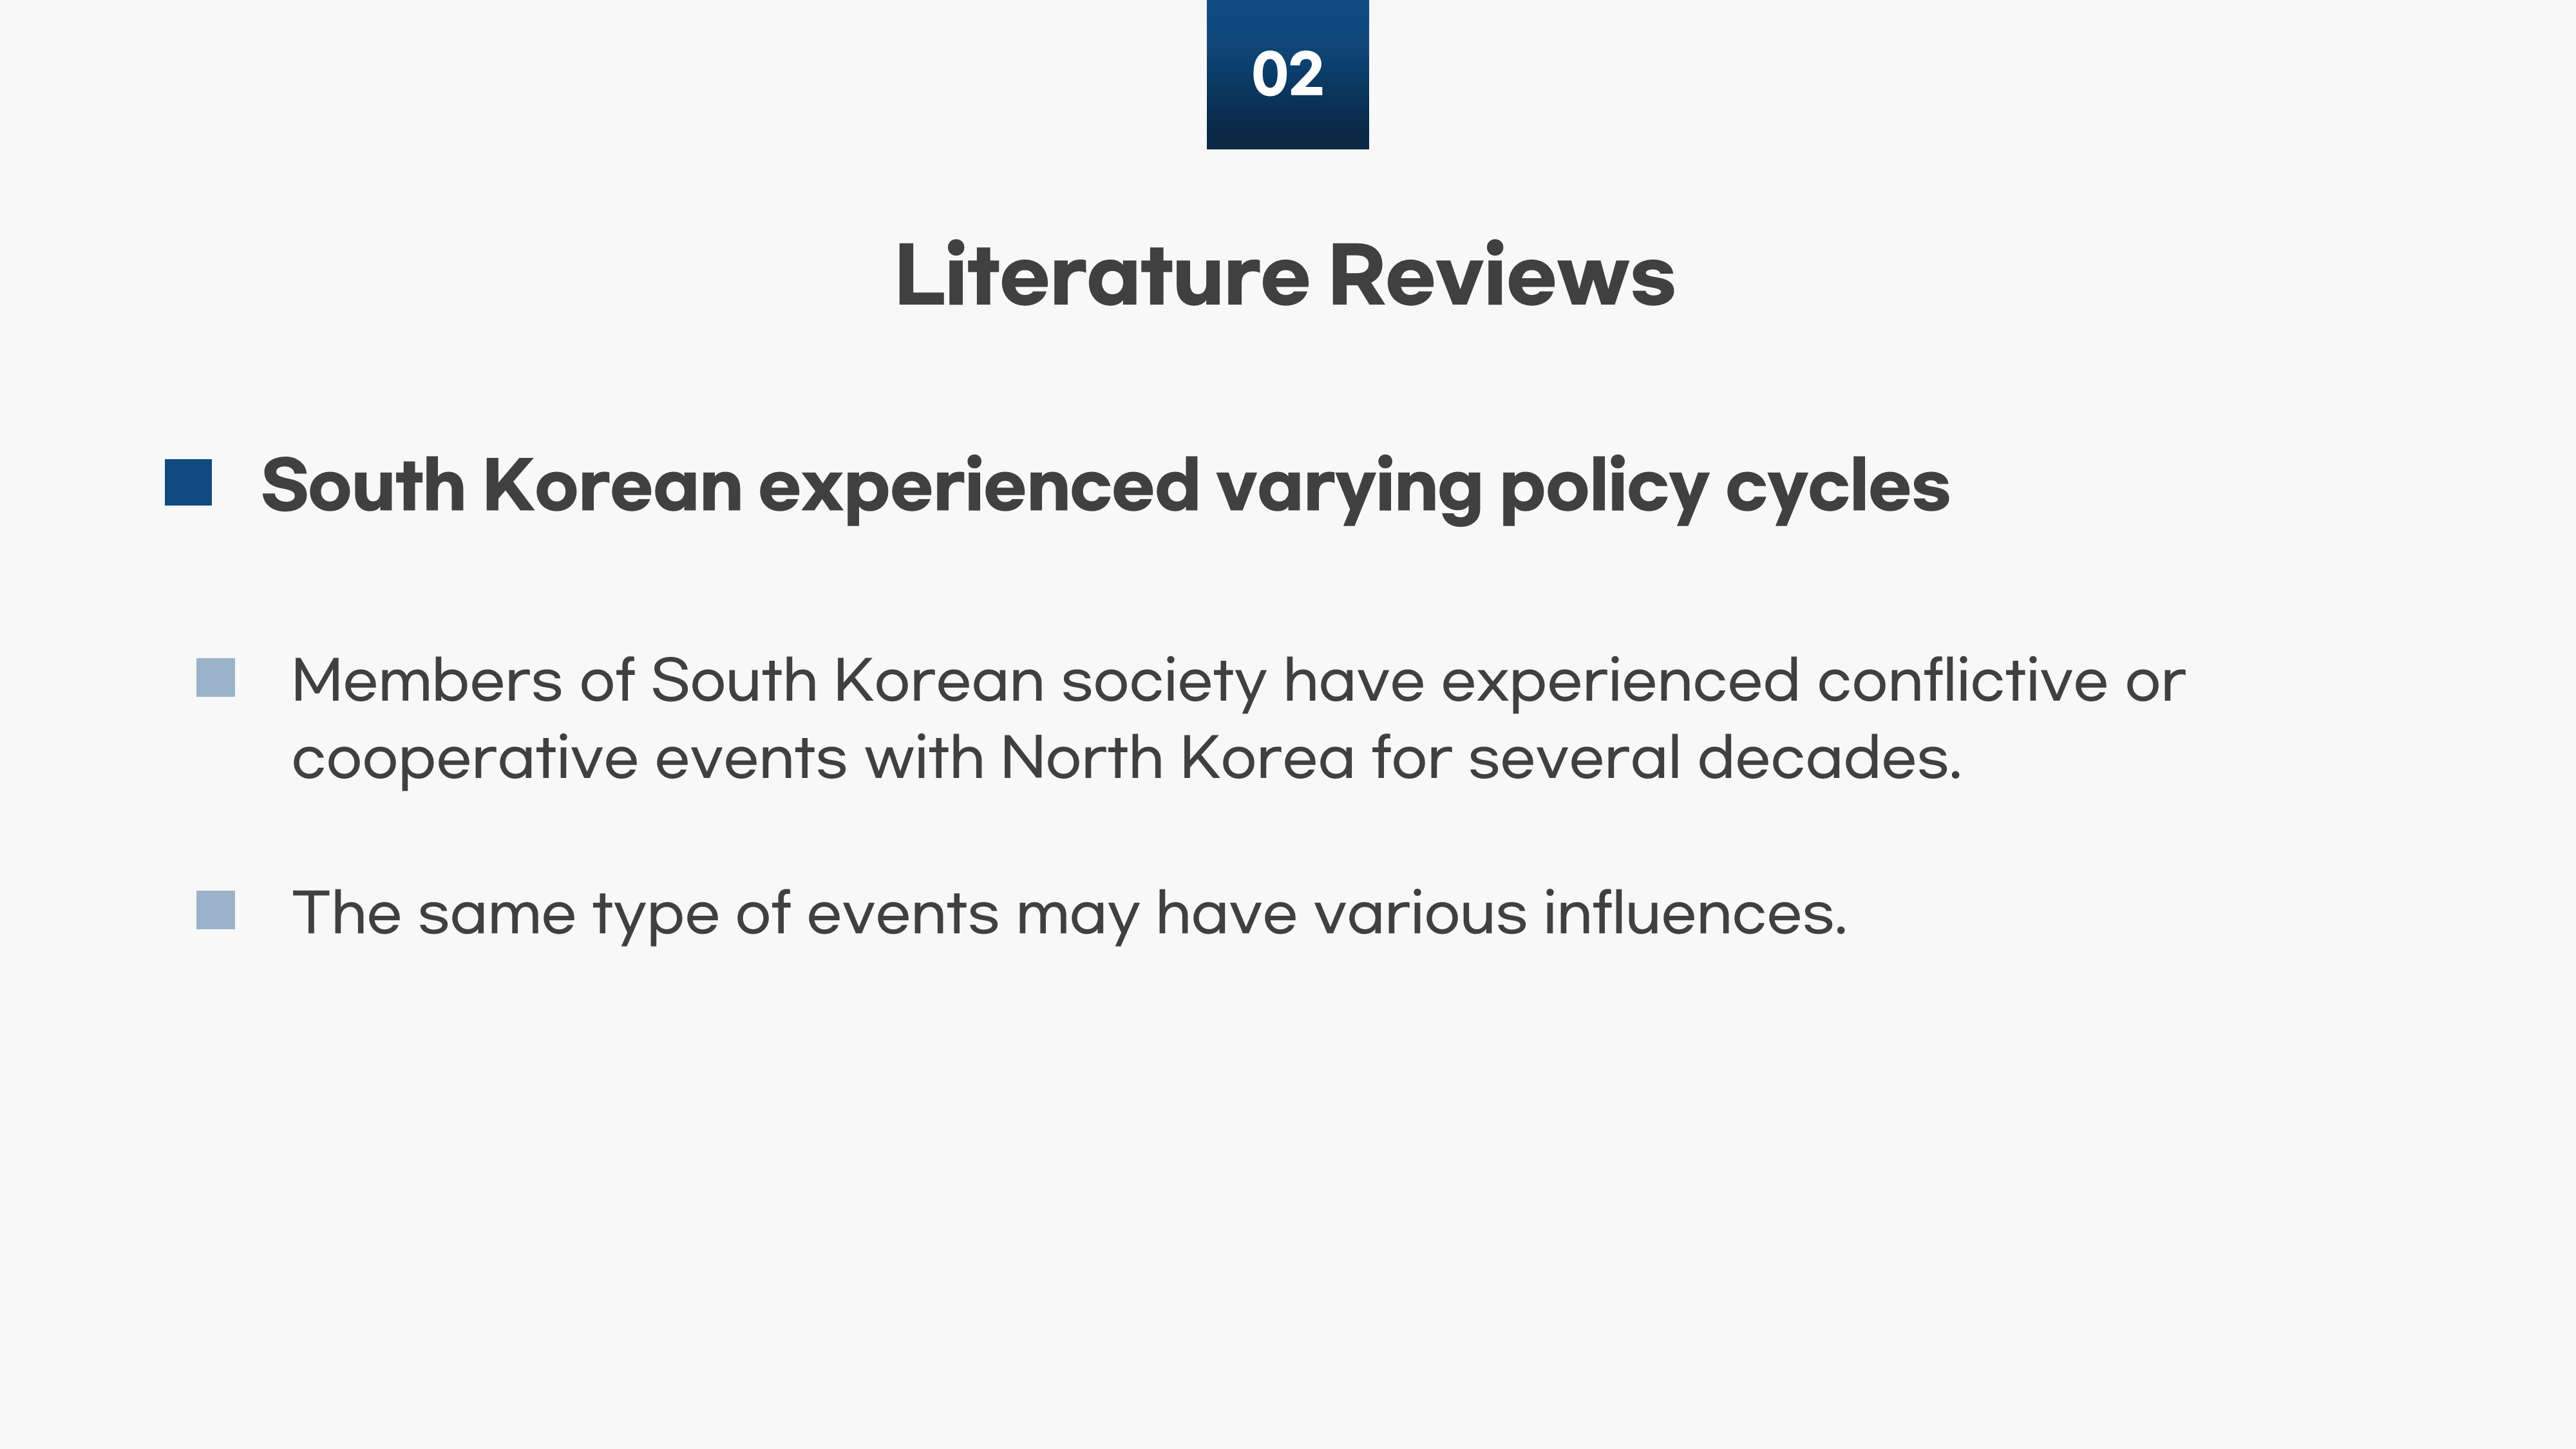 02
Literature Reviews
South Korean experienced varying policy cycles
Members of South Korean society have experienced conflictive or
cooperative events with North Korea for several decades.
The same type of events may have various influences.